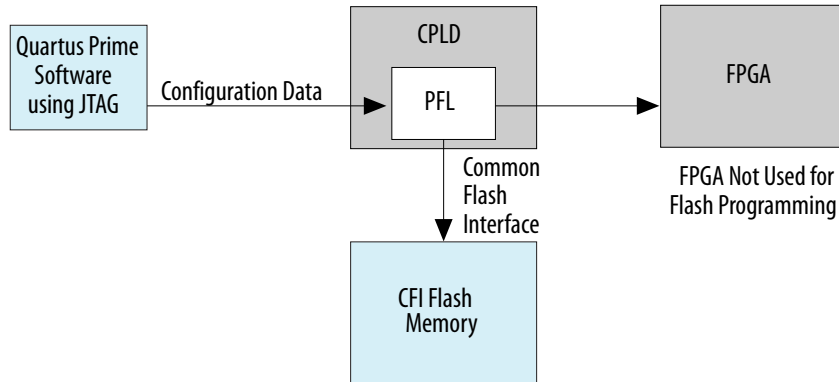 Quartus Prime
Software
using JTAG
Configuration Data
CPLD
PFL
FPGA
FPGA Not Used for
Flash Programming
Common
Flash
Interface
CFI Flash
Memory